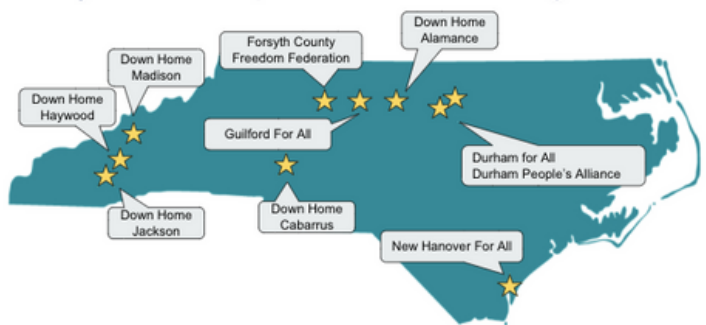 Down Home
Alamance
Forsyth County
Freedom Federation
Down Home
Madison
Down Home
Haywood
Guilford For All
Durham for All
Durham People's Alliance
Down Home
Jackson
Down Home
Cabarrus
New Hanover For All